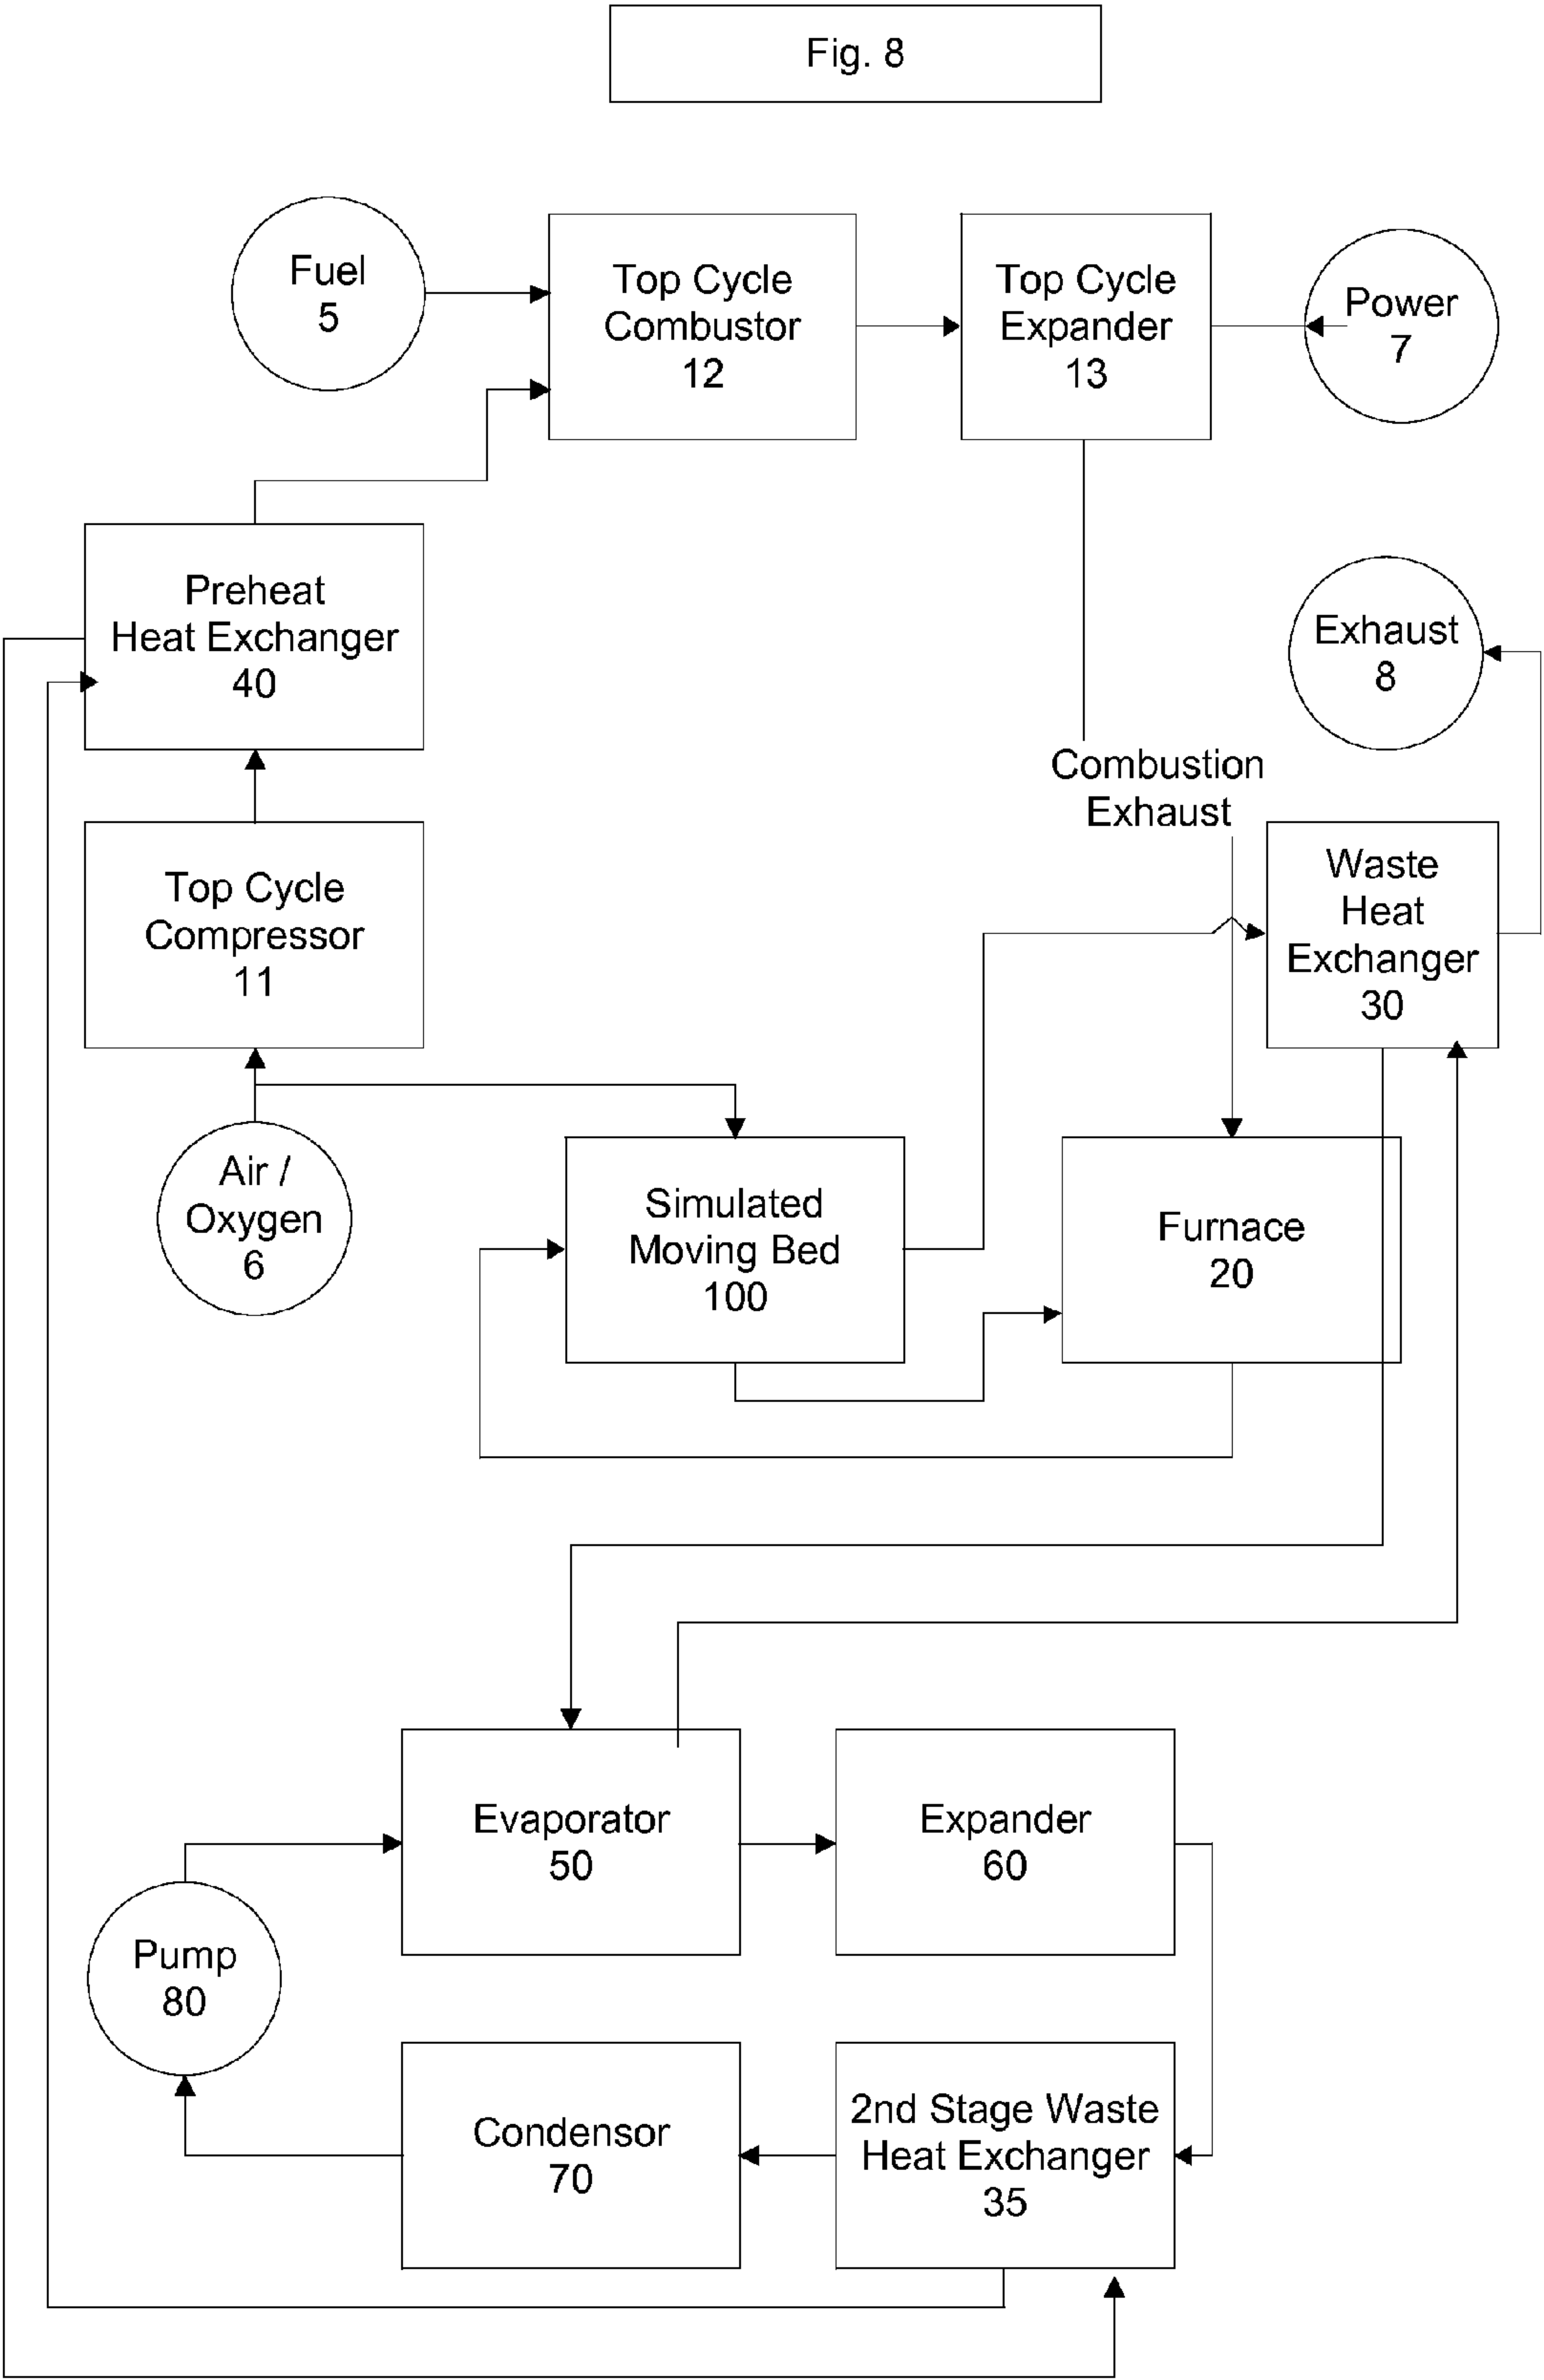 Fig. 8
Fuel
5
Top Cycle
Combustor
12
Top Cycle
Expander
13
Power
7
Preheat
Heat Exchanger
40
Exhaust
8
Combustion
Exhaust
Top Cycle
Compressor
11
Waste
Heat
Exchanger
30
Air /
Oxygen
6
Simulated
Moving Bed
100
Furnace
20
Evaporator
50
Expander
60
Pump
80
Condensor
70
2nd Stage Waste
Heat Exchanger
35